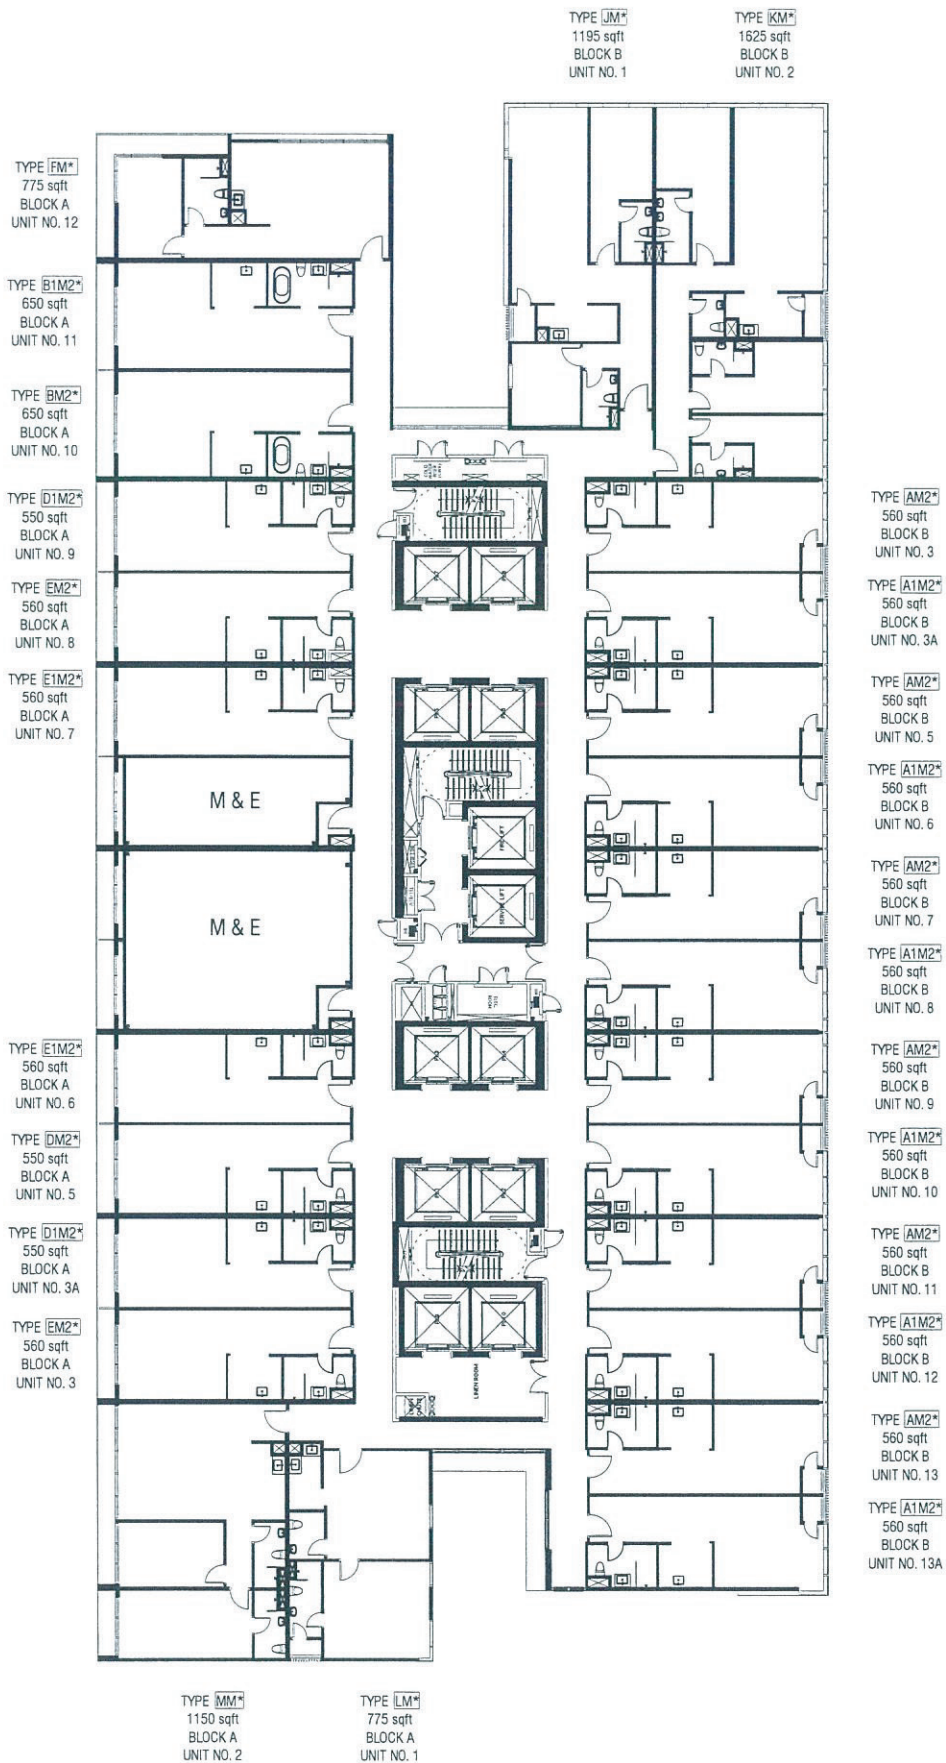 TYPE JM*
1195 sqft
BLOCK B
UNIT NO. 1
TYPE KM*
1625 sqft
BLOCK B
UNIT NO. 2
TYPE FM*
775 sqft
BLOCK A
UNIT NO. 12
TYPE B1M2*
650 sqft
BLOCK A
UNIT NO. 11
TYPE BM2*
650 sqft
BLOCK A
UNIT NO. 10
TYPE D1M2*
550 sqft
BLOCK A
UNIT NO. 9
TYPE EM2*
560 sqft
BLOCK A
UNIT NO. 8
TYPE E1M2*
560 sqft
BLOCK A
UNIT NO. 7
M & E
M & E
TYPE E1M2*
560 sqft
BLOCK A
UNIT NO. 6
TYPE DM2*
550 sqft
BLOCK A
UNIT NO. 5
TYPE D1M2*
550 sqft
BLOCK A
UNIT NO. 3A
TYPE EM2*
560 sqft
BLOCK A
UNIT NO. 3
FIRE LIFT
SERVICE LIFT
LINEN ROOM
TYPE AM2*
560 sqft
BLOCK B
UNIT NO. 3
TYPE A1M2*
560 sqft
BLOCK B
UNIT NO. 3A
TYPE AM2*
560 sqft
BLOCK B
UNIT NO. 5
TYPE A1M2*
560 sqft
BLOCK B
UNIT NO. 6
TYPE AM2*
560 sqft
BLOCK B
UNIT NO. 7
TYPE A1M2*
560 sqft
BLOCK B
UNIT NO. 8
TYPE AM2*
560 sqft
BLOCK B
UNIT NO. 9
TYPE A1M2*
560 sqft
BLOCK B
UNIT NO. 10
TYPE AM2*
560 sqft
BLOCK B
UNIT NO. 11
TYPE A1M2*
560 sqft
BLOCK B
UNIT NO. 12
TYPE AM2*
560 sqft
BLOCK B
UNIT NO. 13
TYPE A1M2*
560 sqft
BLOCK B
UNIT NO. 13A
TYPE MM*
1150 sqft
BLOCK A
UNIT NO. 2
TYPE LM*
775 sqft
BLOCK A
UNIT NO. 1